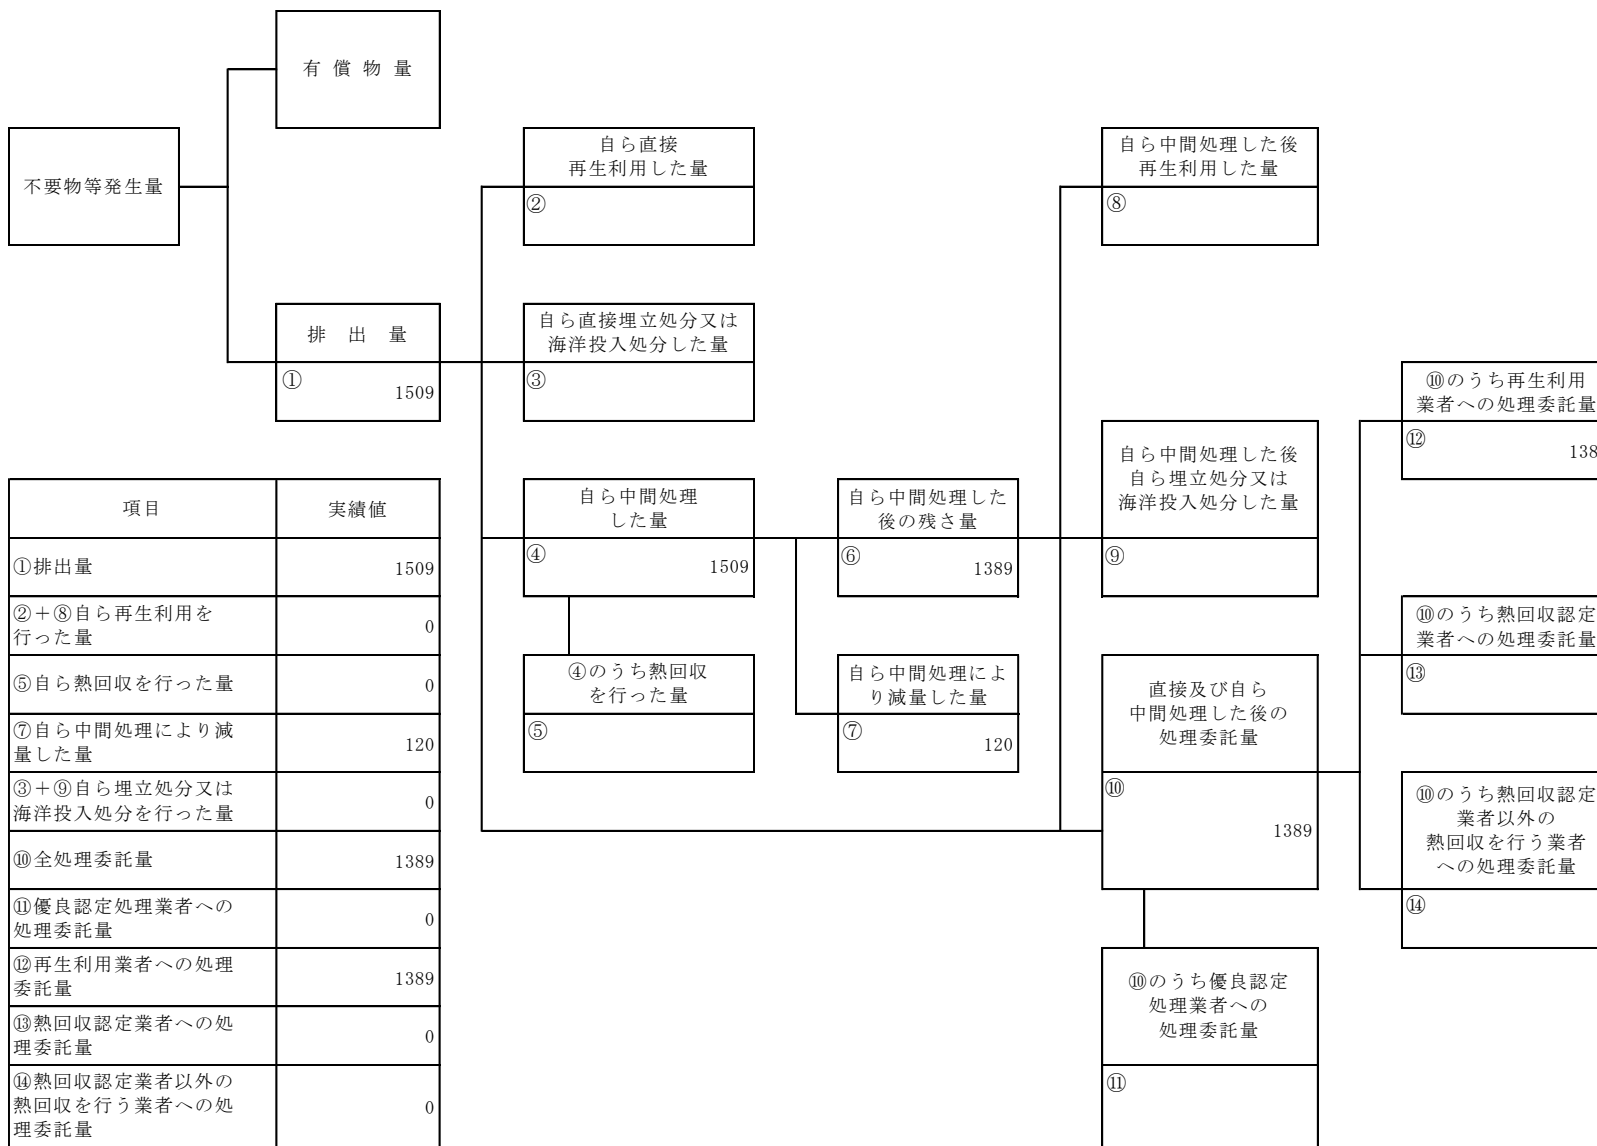 有償物量
不要物等発生量
自ら直接
再生利用した量
②
自ら中間処理した後
再生利用した量
⑧
排出量
①
1509
自ら直接埋立処分又は
海洋投入処分した量
③
⑩のうち再生利用
業者への処理委託量
⑫
138
自ら中間処理した後
自ら埋立処分又は
海洋投入処分した量
⑨
自ら中間処理
した量
④
1509
自ら中間処理した
後の残さ量
⑥
1389
⑩のうち熱回収認定
業者への処理委託量
⑬
④のうち熱回収
を行った量
⑤
自ら中間処理によ
り減量した量
⑦
120
直接及び自ら
中間処理した後の
処理委託量
⑩
1389
⑩のうち熱回収認定
業者以外の
熱回収を行う業者
への処理委託量
⑭
⑩のうち優良認定
処理業者への
処理委託量
⑪
項目
実績値
①排出量
1509
②＋⑧自ら再生利用を
行った量
0
⑤自ら熱回収を行った量
0
⑦自ら中間処理により減
量した量
120
③＋⑨自ら埋立処分又は
海洋投入処分を行った量
0
⑩全処理委託量
1389
⑪優良認定処理業者への
処理委託量
0
⑫再生利用業者への処理
委託量
1389
⑬熱回収認定業者への処
理委託量
0
⑭熱回収認定業者以外の
熱回収を行う業者への処
理委託量
0